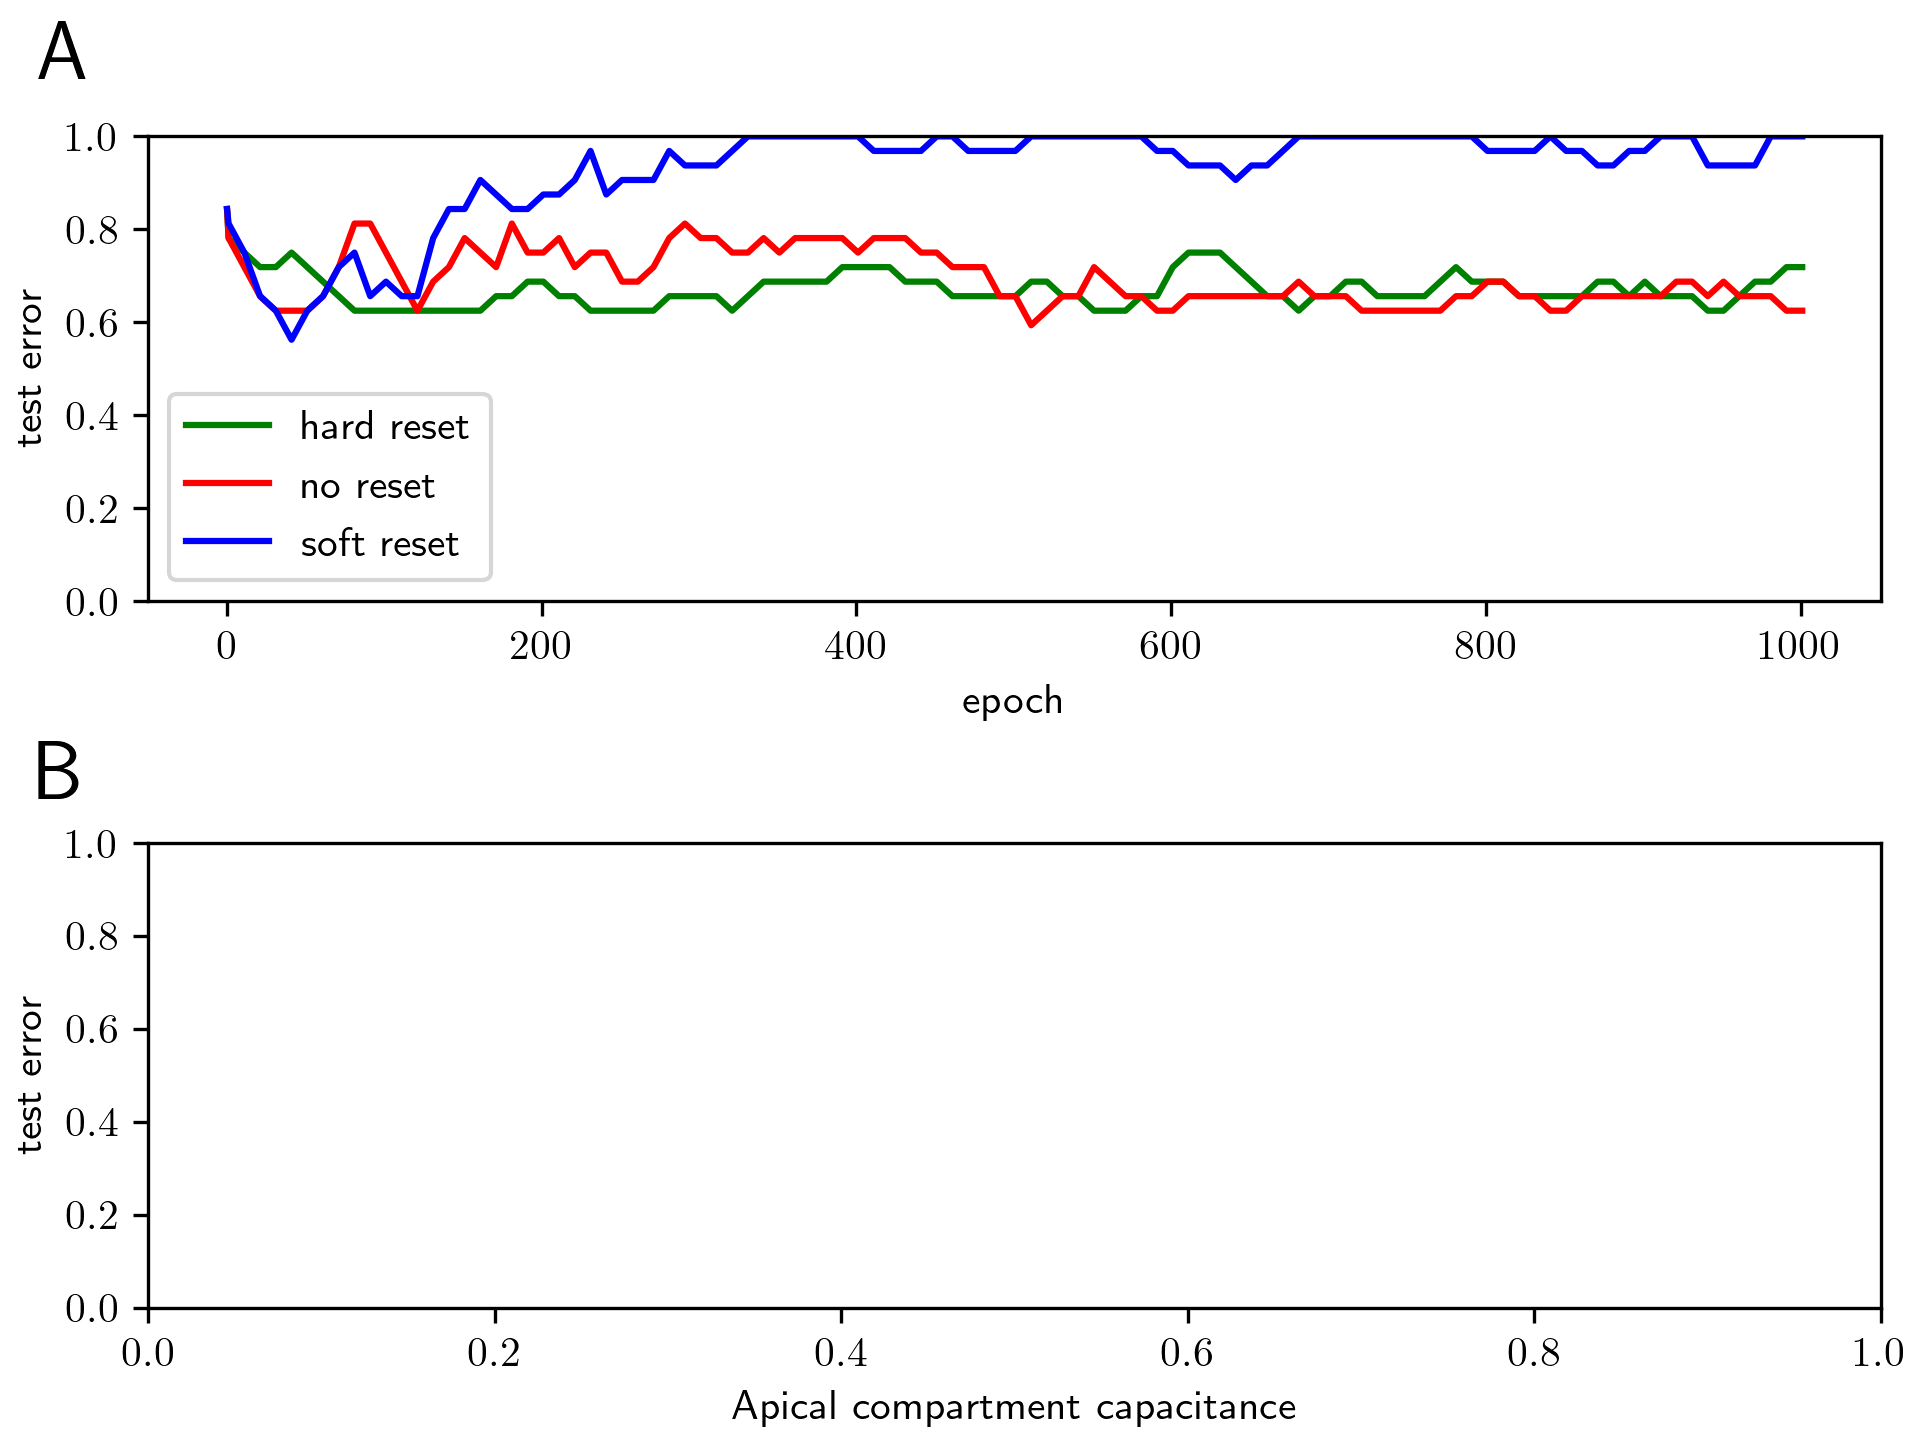 A
1.0
0.8
0.6
0.4
0.2
0.0
test error
hard reset
no reset
soft reset
0 200 400 600 800 1000
epoch
B
1.0
0.8
0.6
0.4
0.2
0.0
test error
0.0 0.2 0.4 0.6 0.8 1.0
Apical compartment capacitance